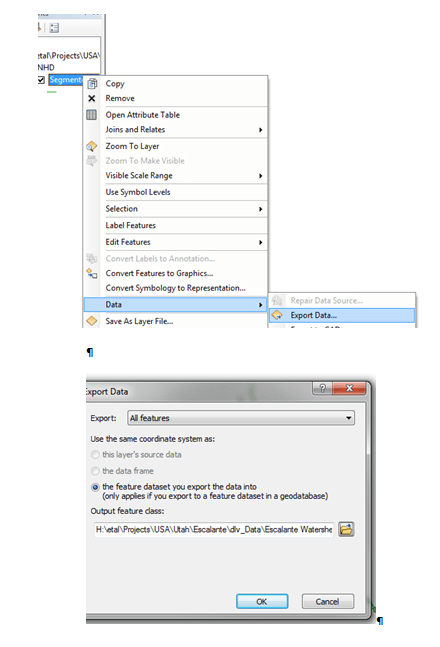 etal\Projects\USA\
NHD
Segment
Copy
Remove
Open Attribute Table
Joins and Relates
Zoom To Layer
Zoom To Make Visible
Visible Scale Range
Use Symbol Levels
Selection
Label Features
Edit Features
Convert Labels to Annotation...
Convert Features to Graphics...
Convert Symbology to Representation...
Data
Repair Data Source...
Export Data...
Save As Layer File...
¶
Export Data
Export: All features
Use the same coordinate system as:
this layer's source data
the data frame
the feature dataset you export the data into
(only applies if you export to a feature dataset in a geodatabase)
Output feature class:
H:\etal\Projects\USA\Utah\Escalante\dlv_Data\Escalante Watershe
OK Cancel
¶